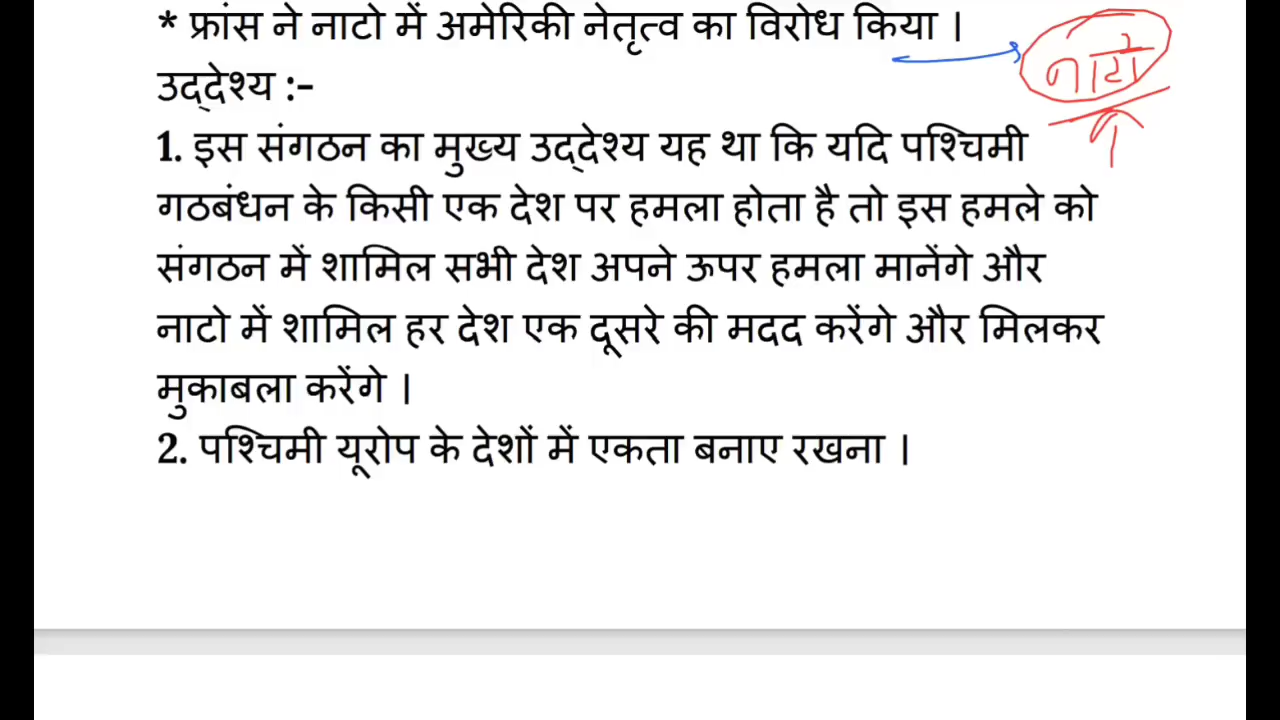 * फ्रांस ने नाटो में अमेरिकी नेतृत्व का विरोध किया ।
नाटो
उद्देश्य :-
1. इस संगठन का मुख्य उद्देश्य यह था कि यदि पश्चिमी
गठबंधन के किसी एक देश पर हमला होता है तो इस हमले को
संगठन में शामिल सभी देश अपने ऊपर हमला मानेंगे और
नाटो में शामिल हर देश एक दूसरे की मदद करेंगे और मिलकर
मुकाबला करेंगे ।
2. पश्चिमी यूरोप के देशों में एकता बनाए रखना ।